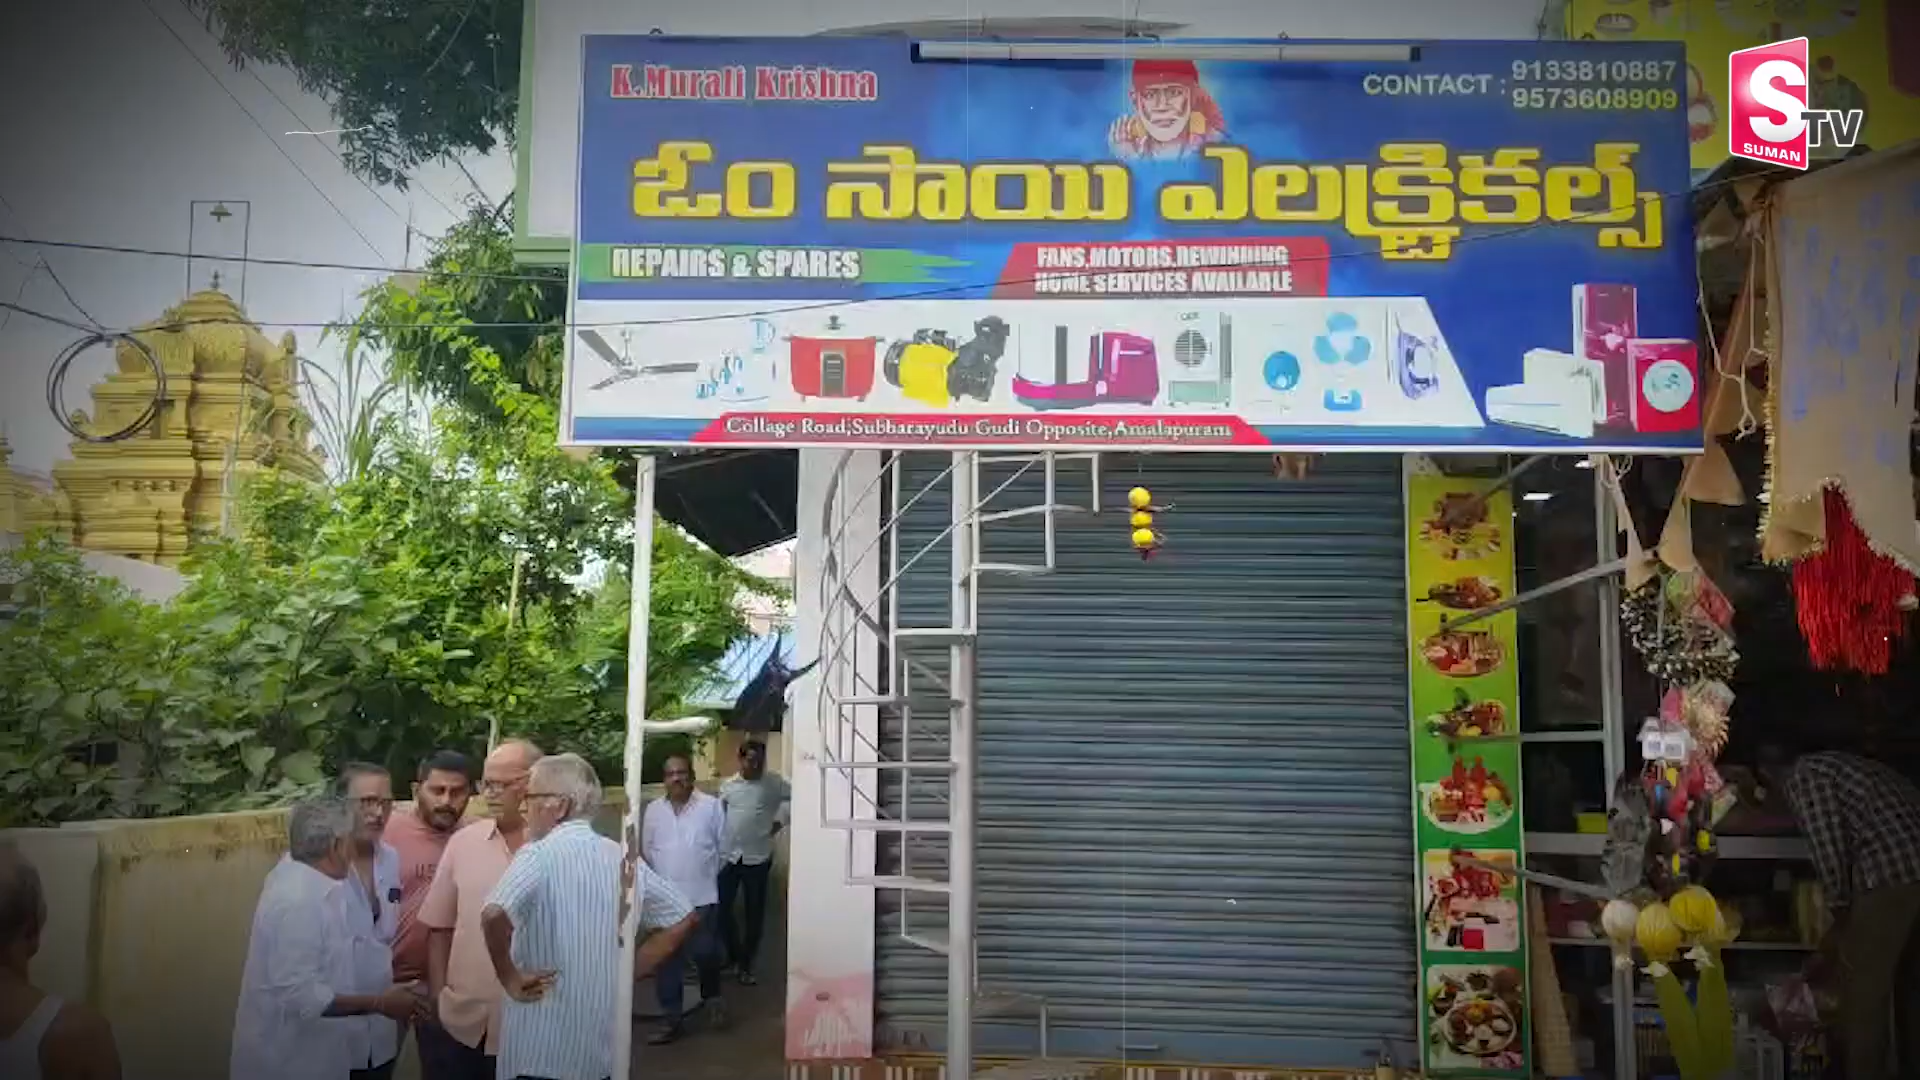 K.Murali Krishna
CONTACT : 9133810887
9573608909
ఓం సాయి ఎలక్ట్రికల్స్
REPAIRS & SPARES
FANS,MOTORS,REWINNING
HOME SERVICES AVAILABLE
Collage Road,Subbarayudu Gudi Opposite,Amalapuram
S TV
SUMAN